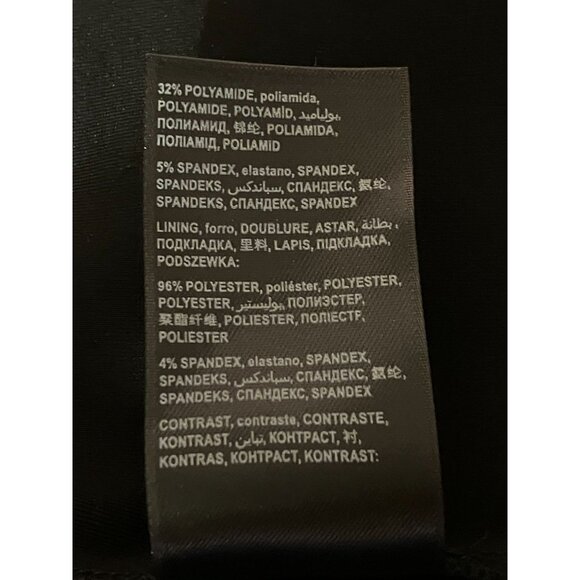 32% POLYAMIDE, poliamida,
POLYAMIDE, POLYAMİD, بولياميد,
ПОЛИАМИД, 锦纶, POLIAMIDA,
ПОЛІАМІД, POLIAMID
5% SPANDEX, elastano, SPANDEX,
SPANDEKS, سباندكس, СПАНДЕКС, 氨纶,
SPANDEKS, СПАНДЕКС, SPANDEX
LINING, forro, DOUBLURE, ASTAR, بطانة,
ПОДКЛАДКА, 里料, LAPIS, ПІДКЛАДКА,
PODSZEWKA:
96% POLYESTER, poliéster, POLYESTER,
POLYESTER, بوليستير, ПОЛИЭСТЕР,
聚酯纤维, POLIESTER, ПОЛІЕСТР,
POLIESTER
4% SPANDEX, elastano, SPANDEX,
SPANDEKS, سباندكس, СПАНДЕКС, 氨纶,
SPANDEKS, СПАНДЕКС, SPANDEX
CONTRAST, contraste, CONTRASTE,
KONTRAST, تباين, КОНТРАСТ, 衬,
KONTRAS, КОНТРАСТ, KONTRAST: